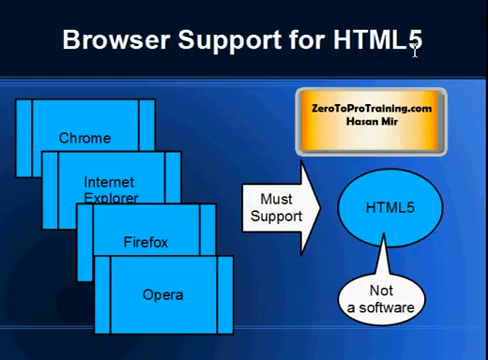 Browser Support for HTML5
ZeroToProTraining.com
Hasan Mir
Chrome
Internet
Explorer
Firefox
Opera
Must
Support
HTML5
Not
a software